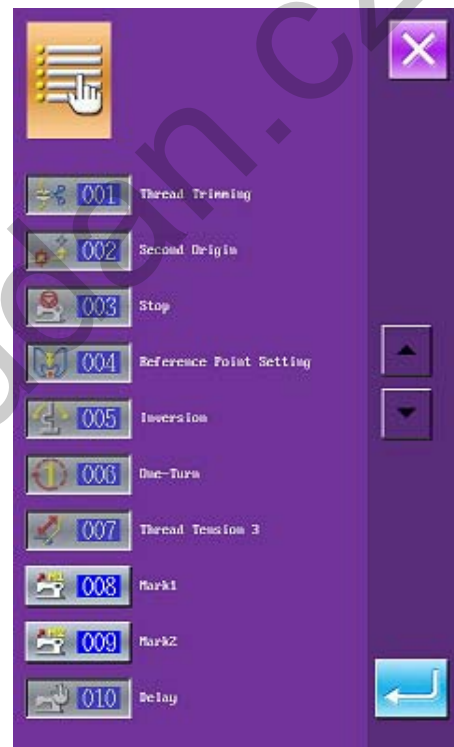 001 Thread Trimming
002 Second Origin
003 Stop
004 Reference Point Setting
005 Inversion
006 One-Turn
007 Thread Tension 3
008 Mark1
009 Mark2
010 Delay